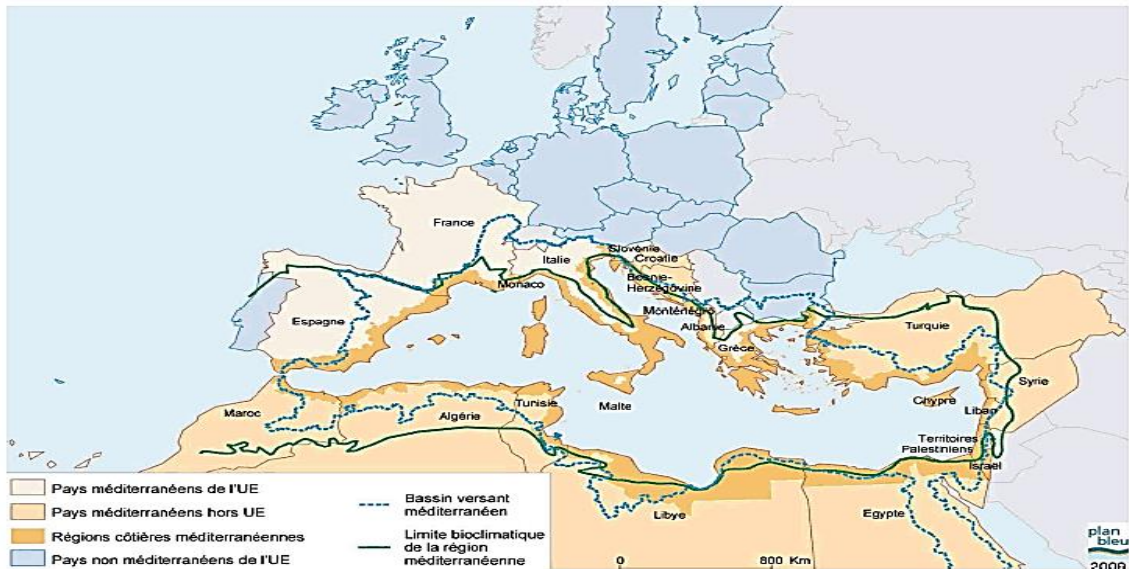 France
Slovénie
Croatie
Italie
Bosnie-
Herzégovine
Monaco
Monténégro
Albanie
Espagne
Grèce
Turquie
Syrie
Chypre
Liban
Malte
Tunisie
Algérie
Maroc
Territoires
Palestiniens
Israël
Libye
Egypte
Pays méditerranéens de l'UE
Pays méditerranéens hors UE
Régions côtières méditerranéennes
Pays non méditerranéens de l'UE
Bassin versant
méditerranéen
Limite bioclimatique
de la région
méditerranéenne
0 800 Km
plan
bleu
2009